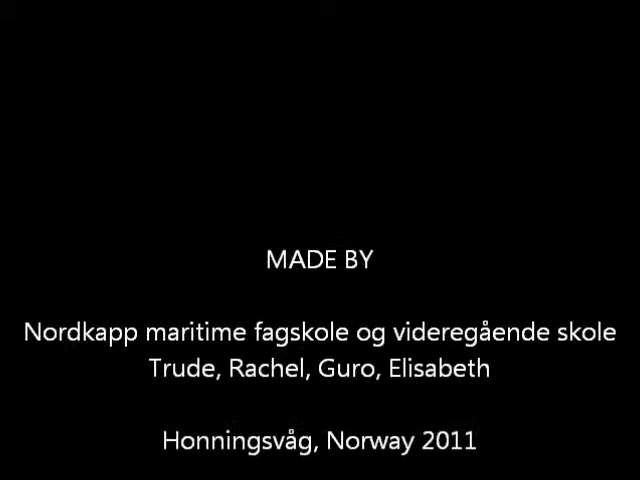 MADE BY
Nordkapp maritime fagskole og videregående skole
Trude, Rachel, Guro, Elisabeth
Honningsvåg, Norway 2011